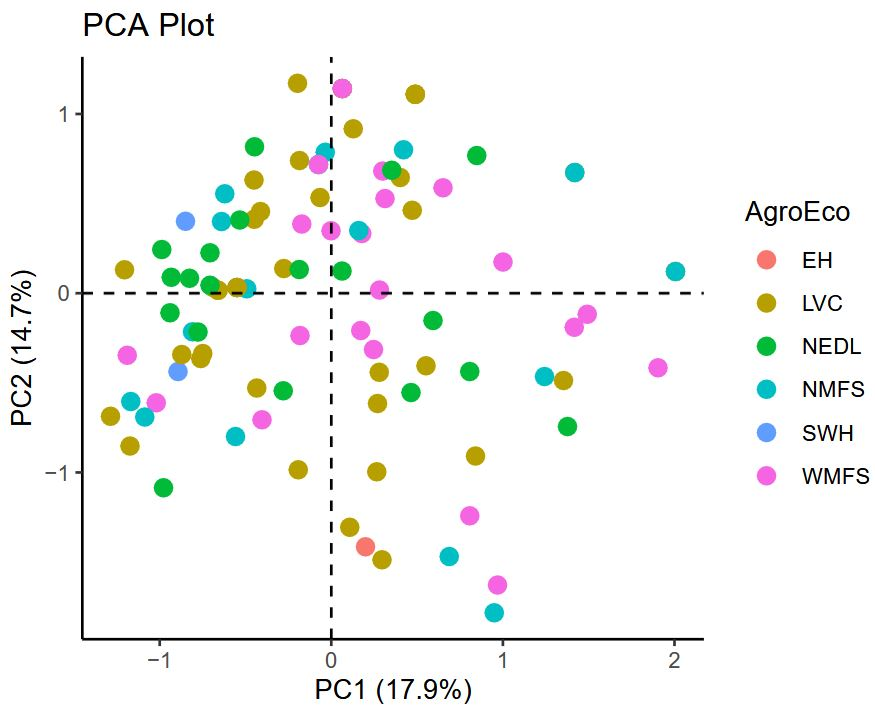 PCA Plot
1
0
−1
PC2 (14.7%)
−1 0 1 2
PC1 (17.9%)
AgroEco
EH
LVC
NEDL
NMFS
SWH
WMFS